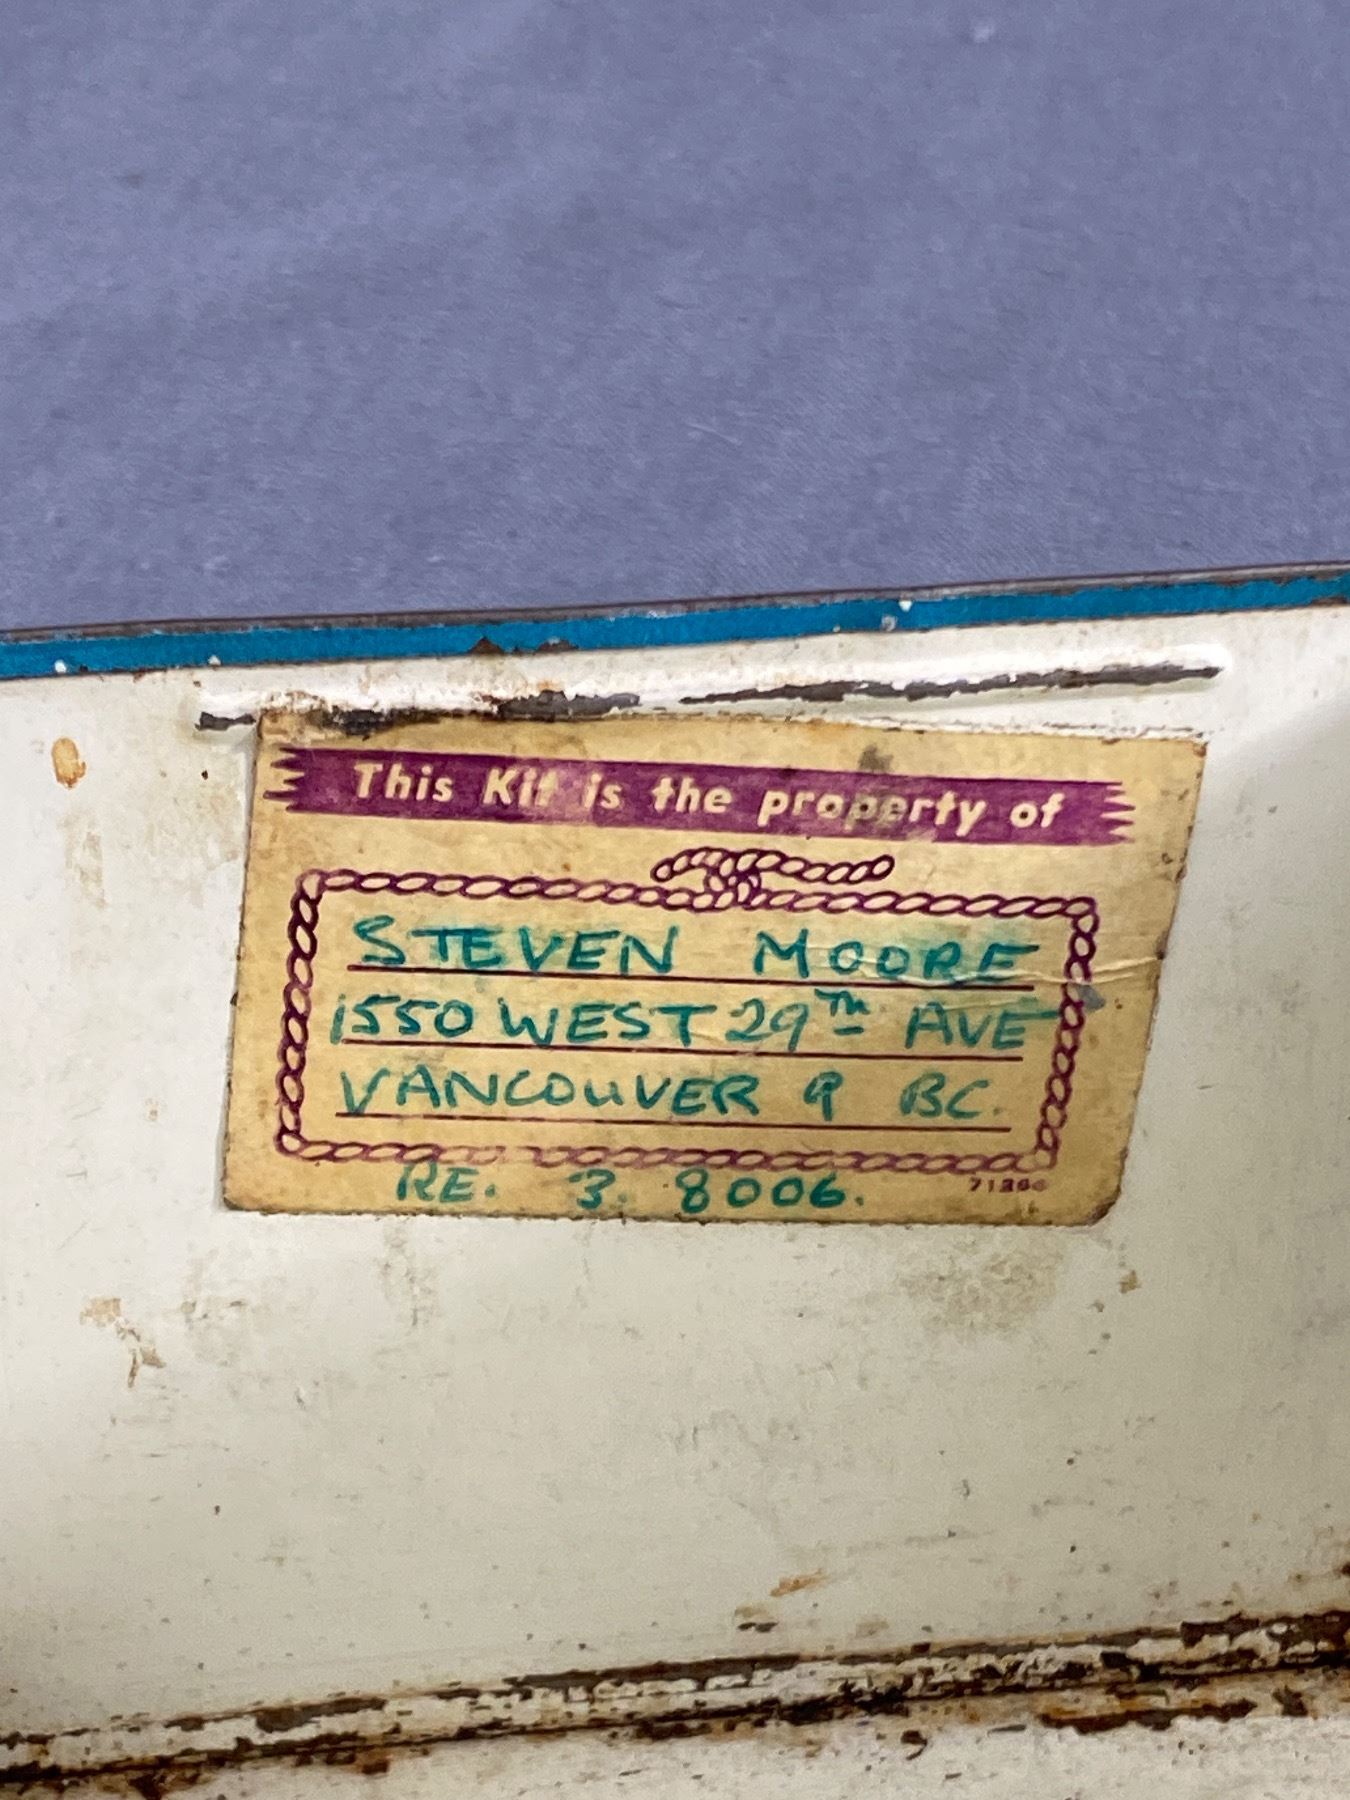 This Kit is the property of
STEVEN MOORE
1550 WEST 29TH AVE
VANCOUVER 9 BC.
RE. 3. 8006.